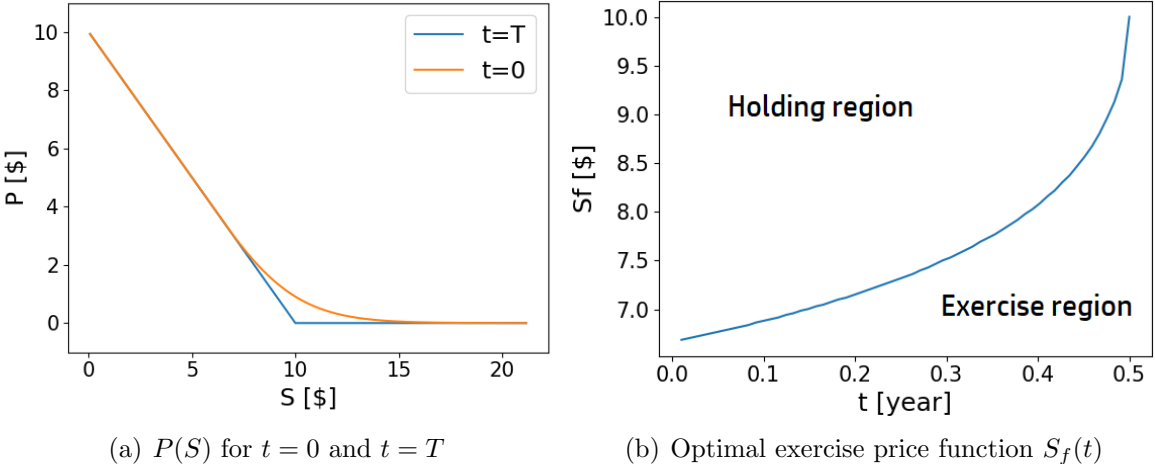 t=T
t=0
10
8
6
4
2
0
P [$]
0 5 10 15 20
S [$]
(a) P(S) for t = 0 and t = T
Holding region
Exercise region
10.0
9.5
9.0
8.5
8.0
7.5
7.0
Sf [$]
0.0 0.1 0.2 0.3 0.4 0.5
t [year]
(b) Optimal exercise price function S_f(t)